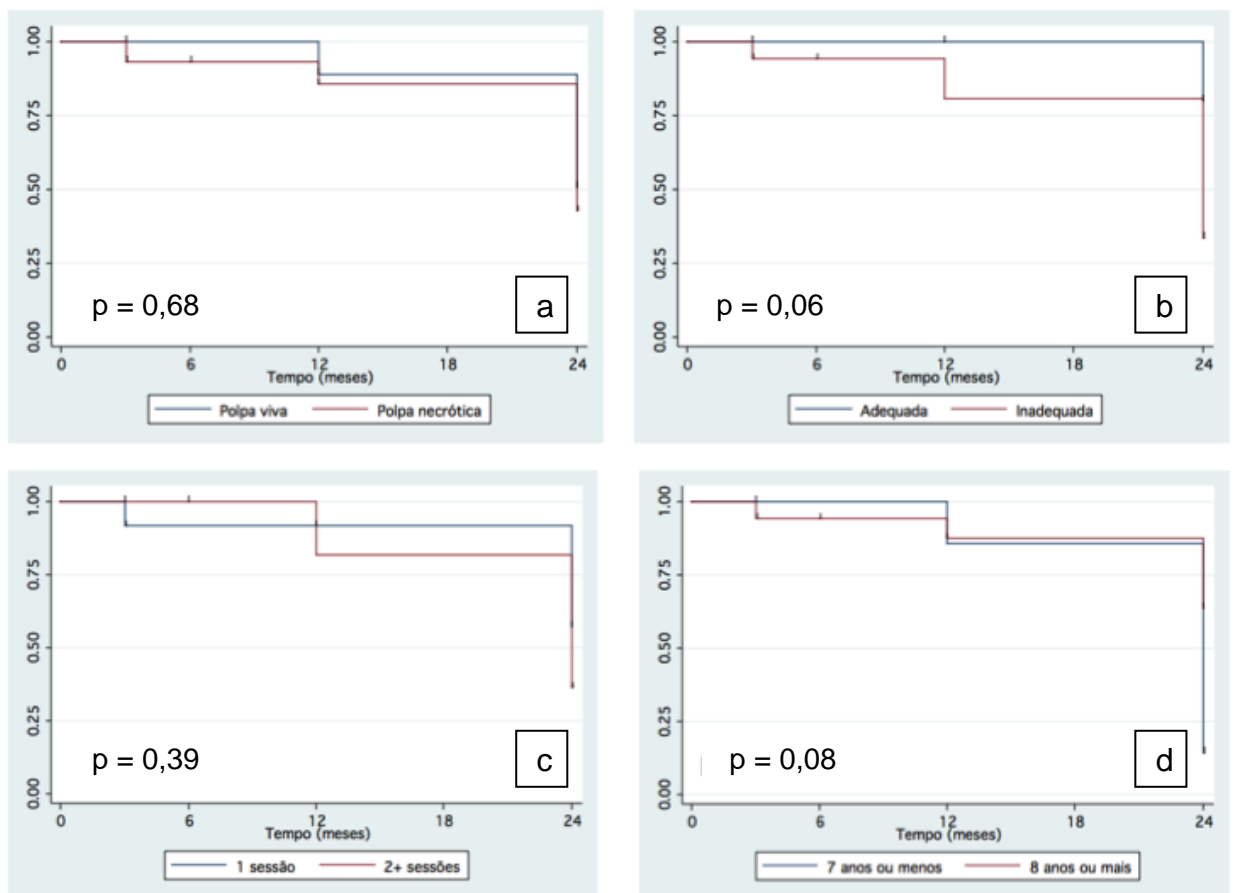 1.00
0.75
0.50
0.25
0.00
p = 0,68
a
0 6 12 18 24
Tempo (meses)
Polpa viva Polpa necrótica
1.00
0.75
0.50
0.25
0.00
p = 0,06
b
0 6 12 18 24
Tempo (meses)
Adequada Inadequada
1.00
0.75
0.50
0.25
0.00
p = 0,39
c
0 6 12 18 24
Tempo (meses)
1 sessão 2+ sessões
1.00
0.75
0.50
0.25
0.00
p = 0,08
d
0 6 12 18 24
Tempo (meses)
7 anos ou menos 8 anos ou mais